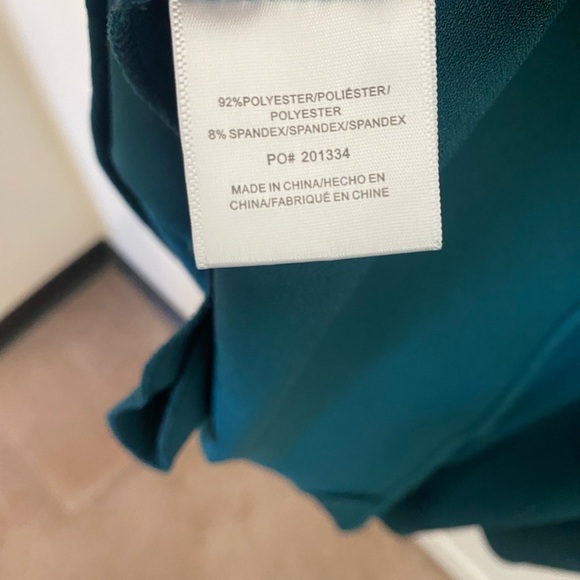 92%POLYESTER/POLIÉSTER/
POLYESTER
8% SPANDEX/SPANDEX/SPANDEX
PO# 201334
MADE IN CHINA/HECHO EN
CHINA/FABRIQUÉ EN CHINE